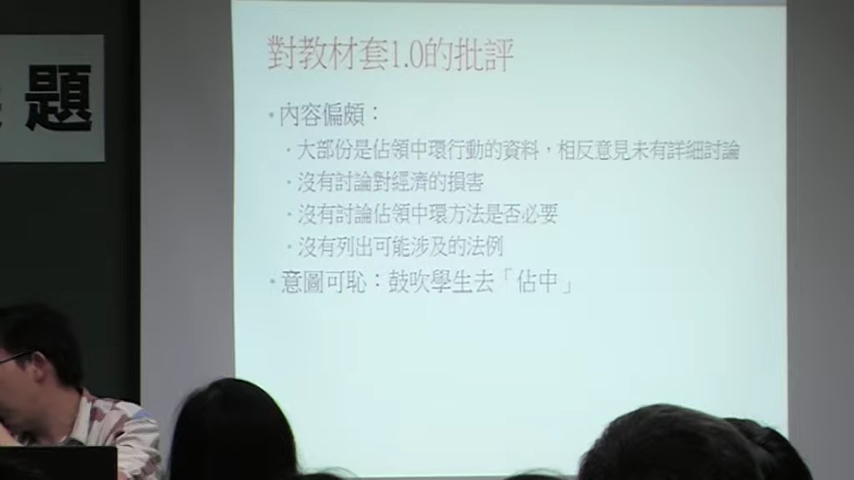 題
對教材套1.0的批評
•內容偏頗：
•大部份是佔領中環行動的資料，相反意見未有詳細討論
•沒有討論對經濟的損害
•沒有討論佔領中環方法是否必要
•沒有列出可能涉及的法例
•意圖可恥：鼓吹學生去「佔中」